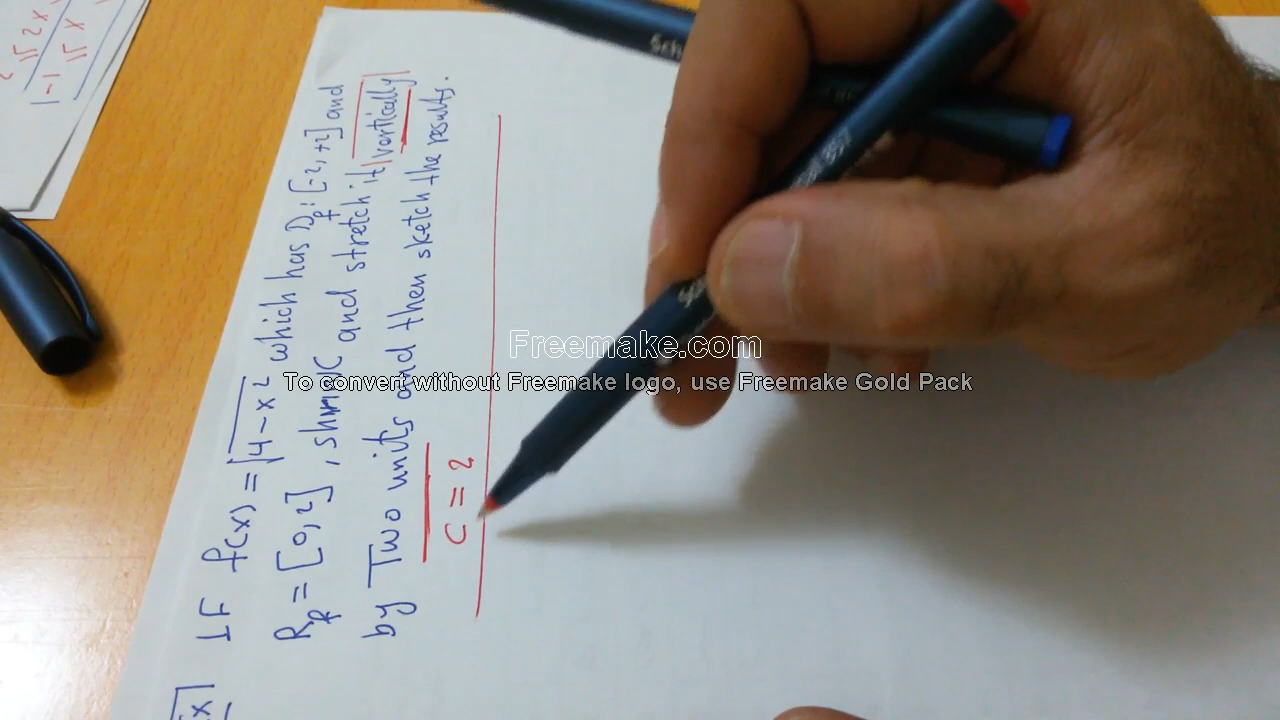 IF f(x) = √4-x² which has D_f: [-2, +2] and
R_f = [0, 2], shrink and stretch it vertically
by Two units and then sketch the results.
C = 2
Freemake.com
To convert without Freemake logo, use Freemake Gold Pack